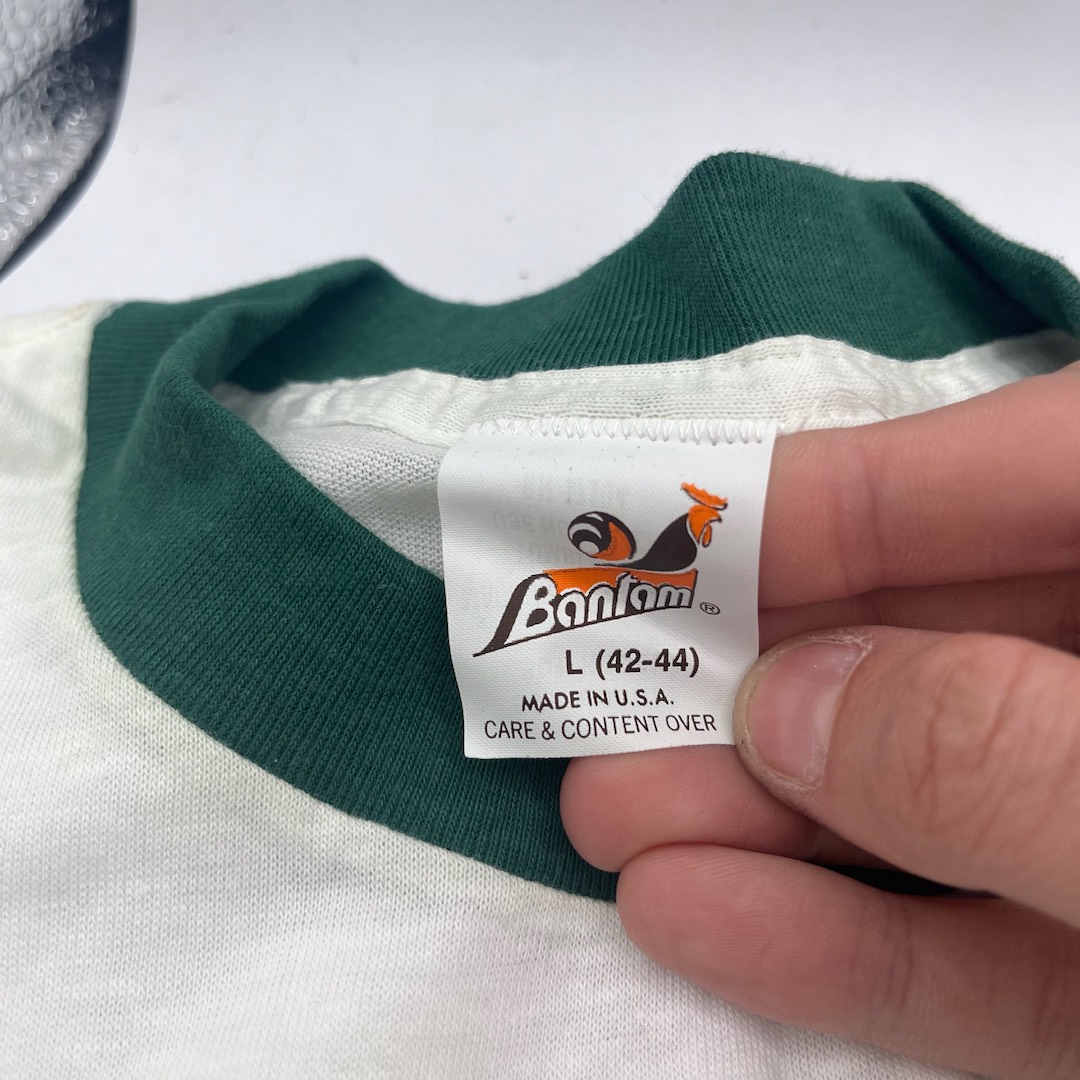 Bantam ®
L (42-44)
MADE IN U.S.A.
CARE & CONTENT OVER